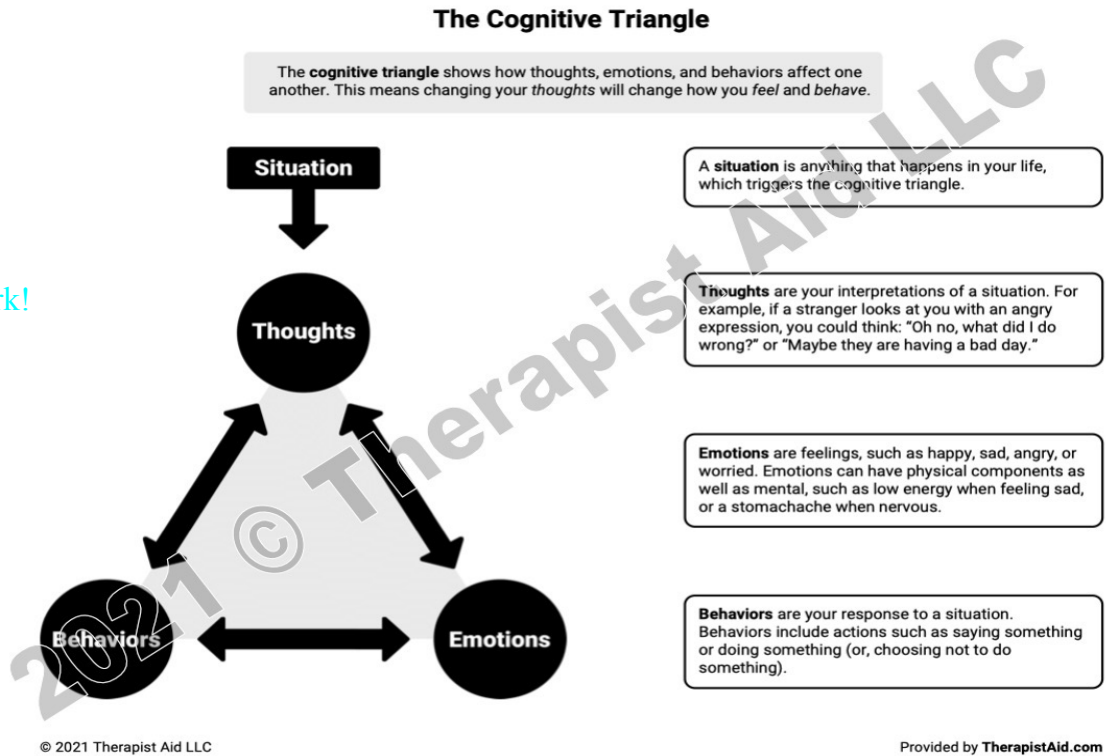 The Cognitive Triangle
The cognitive triangle shows how thoughts, emotions, and behaviors affect one
another. This means changing your thoughts will change how you feel and behave.
Situation
A situation is anything that happens in your life,
which triggers the cognitive triangle.
rk!
Thoughts
Thoughts are your interpretations of a situation. For
example, if a stranger looks at you with an angry
expression, you could think: “Oh no, what did I do
wrong?” or “Maybe they are having a bad day.”
Emotions are feelings, such as happy, sad, angry, or
worried. Emotions can have physical components as
well as mental, such as low energy when feeling sad,
or a stomachache when nervous.
Behaviors
Emotions
Behaviors are your response to a situation.
Behaviors include actions such as saying something
or doing something (or, choosing not to do
something).
2021 © Therapist Aid LLC
© 2021 Therapist Aid LLC
Provided by TherapistAid.com